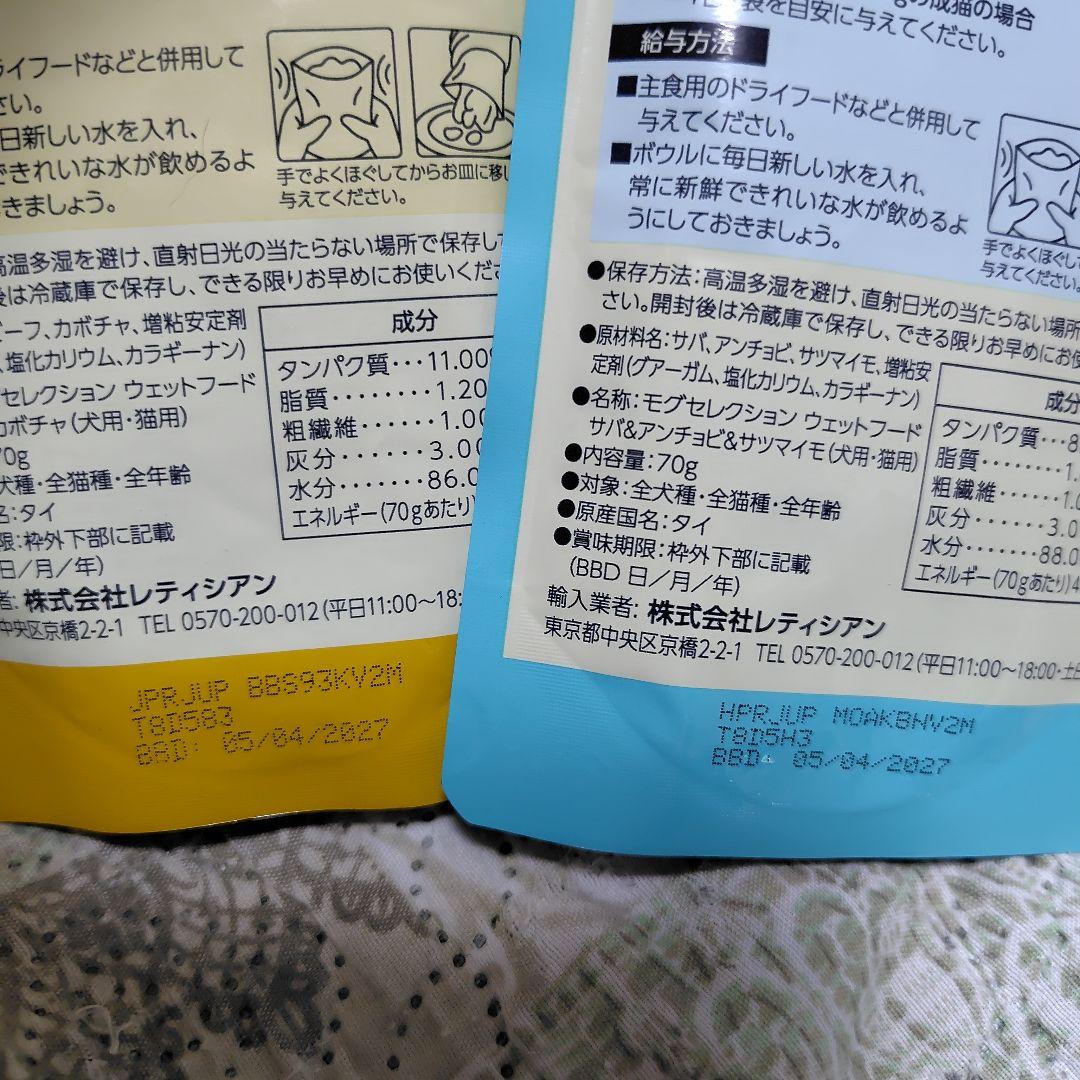 ライフードなどと併用して
さい。
日新しい水を入れ、
できれいな水が飲めるよ
きましょう。
手でよくほぐしてからお皿に移し
与えてください。
高温多湿を避け、直射日光の当たらない場所で保存し
後は冷蔵庫で保存し、できる限りお早めにお使いくださ
ビーフ、カボチャ、増粘安定剤
、塩化カリウム、カラギーナン)
セレクション ウェットフード
カボチャ(犬用・猫用)
70g
犬種・全猫種・全年齢
名:タイ
限:枠外下部に記載
日/月/年)
者: 株式会社レティシアン
中央区京橋2-2-1 TEL 0570-200-012(平日11:00〜18:
成分
タンパク質…11.00
脂質………1.20
粗繊維……1.00
灰分………3.00
水分………86.0
エネルギー(70gあたり)
JPRJUP BBS93KV2M
T8D583
BBD: 05/04/2027
の成猫の場合
袋を目安に与えてください。
給与方法
■主食用のドライフードなどと併用して
与えてください。
■ボウルに毎日新しい水を入れ、
常に新鮮できれいな水が飲めるよ
うにしておきましょう。
手でよくほぐして
与えてください。
●保存方法:高温多湿を避け、直射日光の当たらない場所
さい。開封後は冷蔵庫で保存し、できる限りお早めにお使
●原材料名:サバ、アンチョビ、サツマイモ、増粘安
定剤(グアーガム、塩化カリウム、カラギーナン)
●名称:モグセレクション ウェットフード
サバ&アンチョビ&サツマイモ(犬用・猫用)
●内容量:70g
●対象:全犬種・全猫種・全年齢
●原産国名:タイ
●賞味期限:枠外下部に記載
(BBD 日/月/年)
輸入業者: 株式会社レティシアン
東京都中央区京橋2-2-1 TEL 0570-200-012(平日11:00〜18:00・土日
成分
タンパク質…8
脂質………1.
粗繊維……1.0
灰分………3.0
水分………88.0
エネルギー(70gあたり)4
HPRJUP MOAKBNV2M
T8D5H3
BBD: 05/04/2027